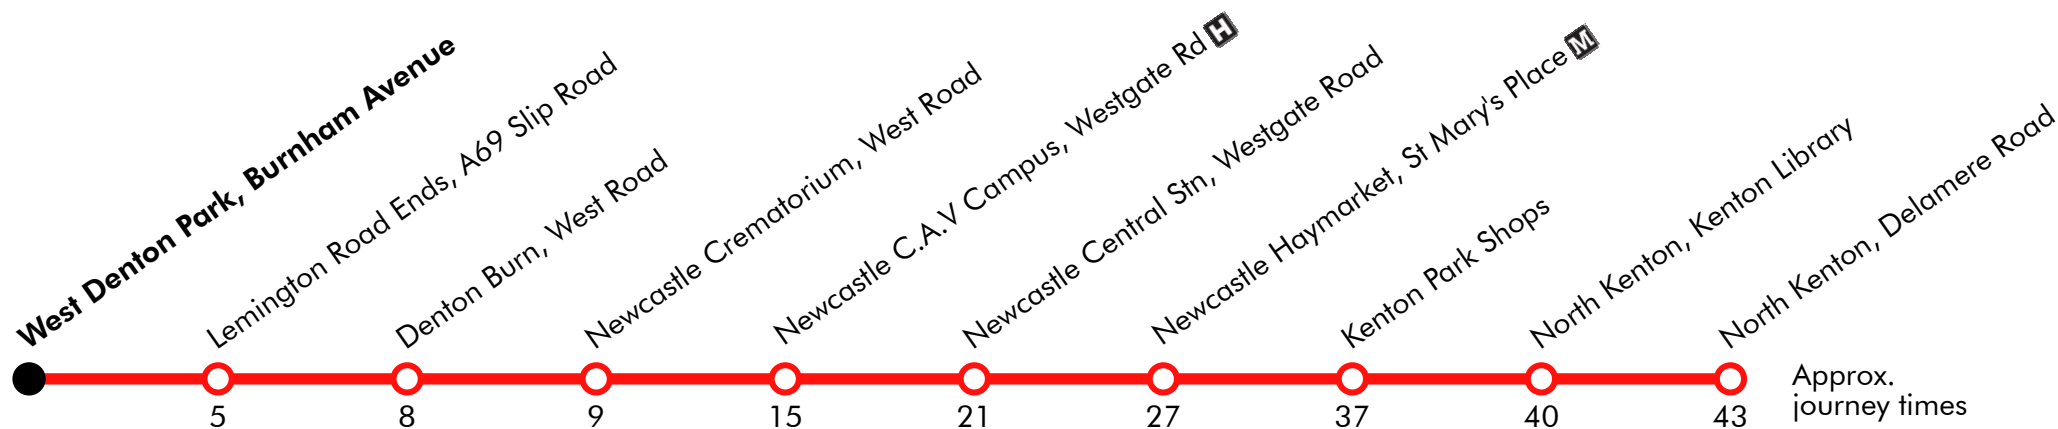 West Denton Park, Burnham Avenue
Lemington Road Ends, A69 Slip Road
Denton Burn, West Road
Newcastle Crematorium, West Road
Newcastle C.A.V Campus, Westgate Rd H
Newcastle Central Stn, Westgate Road
Newcastle Haymarket, St Mary's Place M
Kenton Park Shops
North Kenton, Kenton Library
North Kenton, Delamere Road
5 8 9 15 21 27 37 40 43
Approx.
journey times